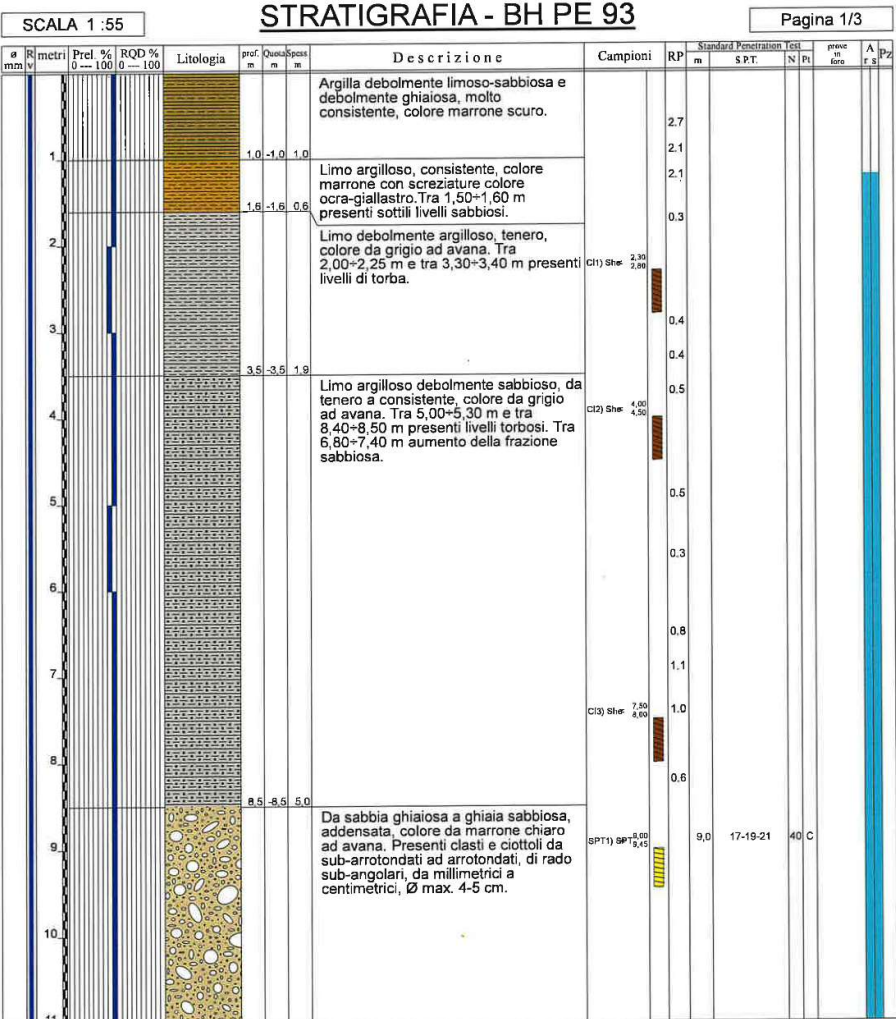 SCALA 1 :55
STRATIGRAFIA - BH PE 93
Pagina 1/3
ø mm
R v
metri
Prel. % 0 --- 100
RQD % 0 --- 100
Litologia
prof. m
Quota m
Spess. m
Descrizione
Campioni
RP
Standard Penetration Test
m
S.P.T.
N
Pt
prove in foro
A r s
Pz
Argilla debolmente limoso-sabbiosa e
debolmente ghiaiosa, molto
consistente, colore marrone scuro.
2.7
2.1
1
1,0 -1,0 1,0
Limo argilloso, consistente, colore
marrone con screziature colore
ocra-giallastro.Tra 1,50÷1,60 m
presenti sottili livelli sabbiosi.
2.1
1,6 -1,6 0,6
0.3
2
Limo debolmente argilloso, tenero,
colore da grigio ad avana. Tra
2,00÷2,25 m e tra 3,30÷3,40 m presenti
livelli di torba.
CI1) She 2,30
2,80
3
0.4
0.4
3,5 -3,5 1,9
Limo argilloso debolmente sabbioso, da
tenero a consistente, colore da grigio
ad avana. Tra 5,00÷5,30 m e tra
8,40÷8,50 m presenti livelli torbosi. Tra
6,80÷7,40 m aumento della frazione
sabbiosa.
0.5
CI2) She 4,00
4,50
4
5
0.5
0.3
6
0.8
1.1
7
CI3) She 7,50
8,00
1.0
8
0.6
8,5 -8,5 5,0
Da sabbia ghiaiosa a ghiaia sabbiosa,
addensata, colore da marrone chiaro
ad avana. Presenti clasti e ciottoli da
sub-arrotondati ad arrotondati, di rado
sub-angolari, da millimetrici a
centimetrici, Ø max. 4-5 cm.
SPT1) SPT 9,00
9,45
9,0 17-19-21 40 C
9
10
11